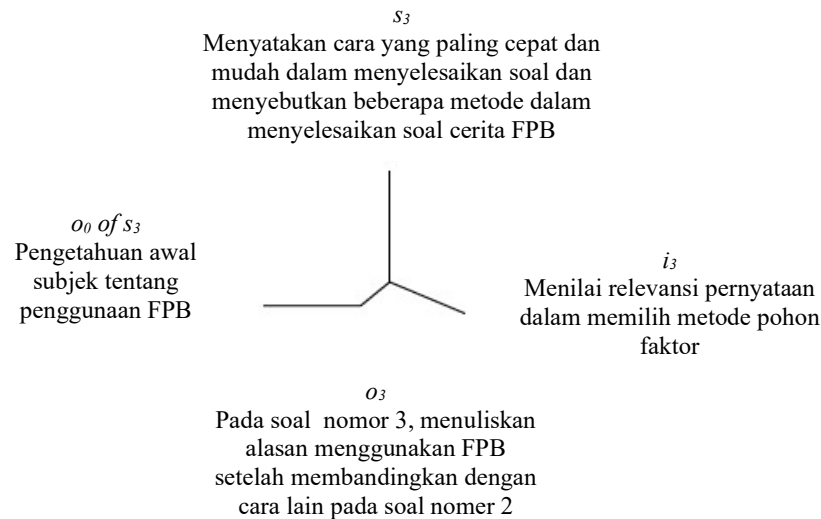 s3
Menyatakan cara yang paling cepat dan
mudah dalam menyelesaikan soal dan
menyebutkan beberapa metode dalam
menyelesaikan soal cerita FPB
o0 of s3
Pengetahuan awal
subjek tentang
penggunaan FPB
i3
Menilai relevansi pernyataan
dalam memilih metode pohon
faktor
o3
Pada soal nomor 3, menuliskan
alasan menggunakan FPB
setelah membandingkan dengan
cara lain pada soal nomer 2